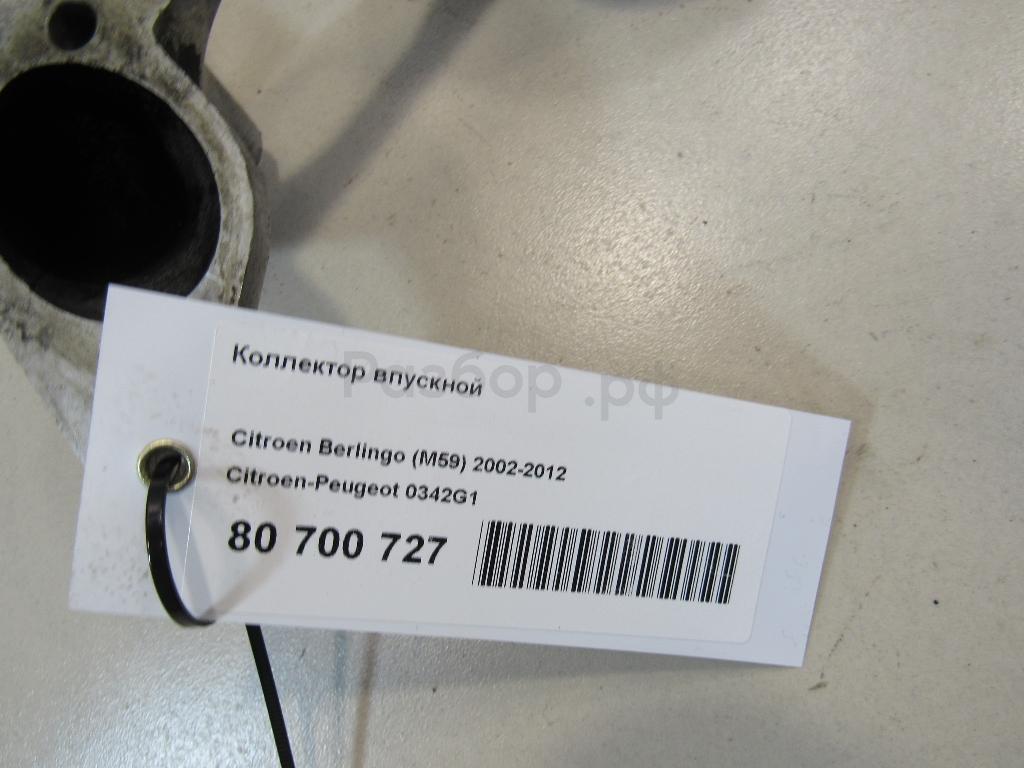 Коллектор впускной
Разбор.рф
Citroen Berlingo (M59) 2002-2012
Citroen-Peugeot 0342G1
80 700 727